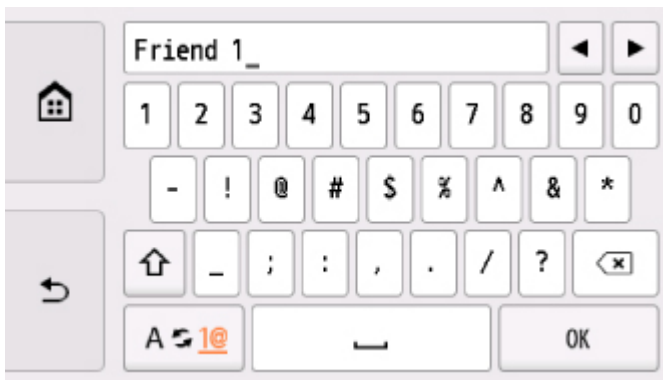 Friend 1_
1 2 3 4 5 6 7 8 9 0
- ! @ # $ % ^ & *
_ ; : , . / ?
A 1@ OK